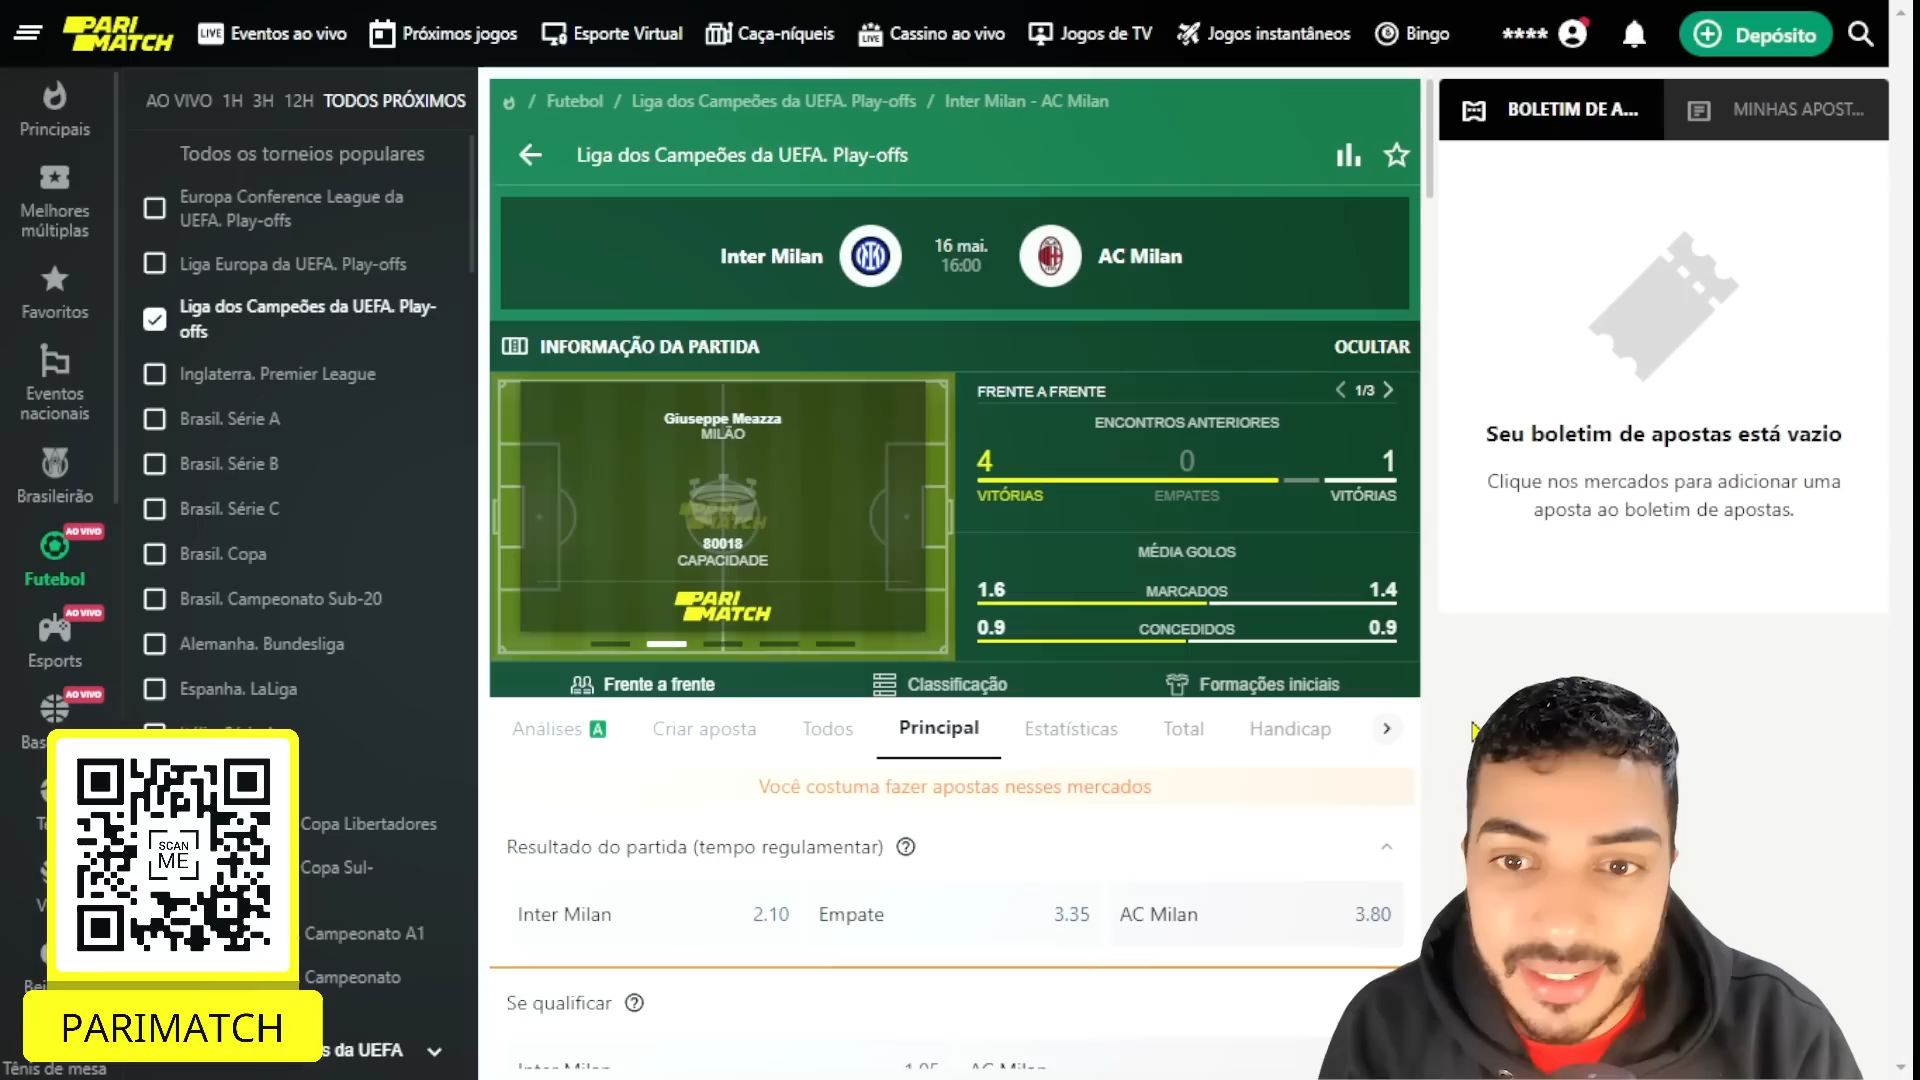 PARI MATCH
LIVE Eventos ao vivo
Próximos jogos
Esporte Virtual
Caça-níqueis
LIVE Cassino ao vivo
Jogos de TV
Jogos instantâneos
Bingo
****
Depósito
Principais
Melhores
múltiplas
Favoritos
Eventos
nacionais
Brasileirão
AO VIVO
Futebol
AO VIVO
Esports
AO VIVO
Bas
AO VIVO 1H 3H 12H TODOS PRÓXIMOS
Todos os torneios populares
Europa Conference League da
UEFA. Play-offs
Liga Europa da UEFA. Play-offs
Liga dos Campeões da UEFA. Play-
offs
Inglaterra. Premier League
Brasil. Série A
Brasil. Série B
Brasil. Série C
Brasil. Copa
Brasil. Campeonato Sub-20
Alemanha. Bundesliga
Espanha. LaLiga
Copa Libertadores
Copa Sul-
Campeonato A1
Campeonato
s da UEFA
SCAN
ME
PARIMATCH
Tênis de mesa
/ Futebol / Liga dos Campeões da UEFA. Play-offs / Inter Milan - AC Milan
Liga dos Campeões da UEFA. Play-offs
Inter Milan
16 mai.
16:00
AC Milan
INFORMAÇÃO DA PARTIDA
OCULTAR
Giuseppe Meazza
MILÃO
80018
CAPACIDADE
PARI MATCH
FRENTE A FRENTE
1/3
ENCONTROS ANTERIORES
4 0 1
VITÓRIAS EMPATES VITÓRIAS
MÉDIA GOLOS
1.6 MARCADOS 1.4
0.9 CONCEDIDOS 0.9
Frente a frente
Classificação
Formações iniciais
Análises A
Criar aposta
Todos
Principal
Estatísticas
Total
Handicap
Você costuma fazer apostas nesses mercados
Resultado do partida (tempo regulamentar) ?
Inter Milan 2.10
Empate 3.35
AC Milan 3.80
Se qualificar ?
BOLETIM DE A...
MINHAS APOST...
Seu boletim de apostas está vazio
Clique nos mercados para adicionar uma
aposta ao boletim de apostas.